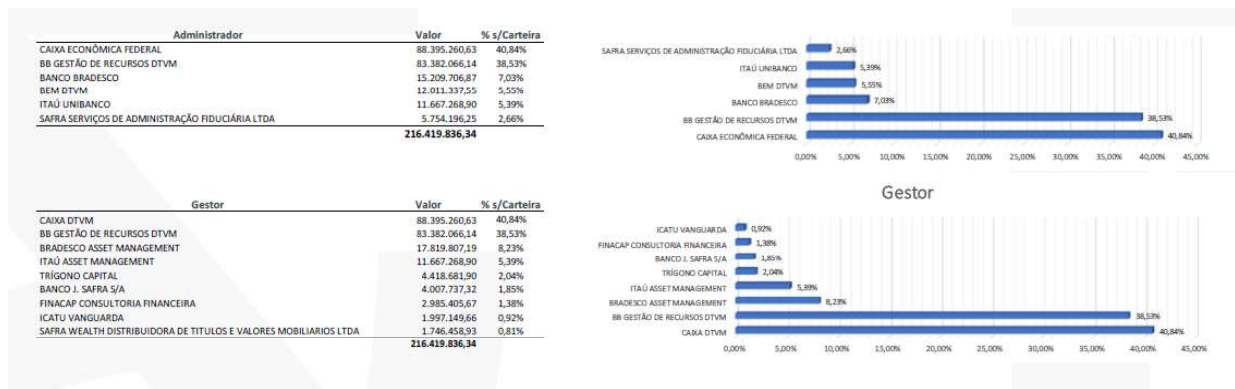 Administrador Valor % s/Carteira
CAIXA ECONÔMICA FEDERAL 88.395.260,63 40,84%
BB GESTÃO DE RECURSOS DTVM 83.382.066,14 38,53%
BANCO BRADESCO 15.209.706,87 7,03%
BEM DTVM 12.011.337,55 5,55%
ITAÚ UNIBANCO 11.667.268,90 5,39%
SAFRA SERVIÇOS DE ADMINISTRAÇÃO FIDUCIÁRIA LTDA 5.754.196,25 2,66%
216.419.836,34
SAFRA SERVIÇOS DE ADMINISTRAÇÃO FIDUCIÁRIA LTDA 2,66%
ITAÚ UNIBANCO 5,39%
BEM DTVM 5,55%
BANCO BRADESCO 7,03%
BB GESTÃO DE RECURSOS DTVM 38,53%
CAIXA ECONÔMICA FEDERAL 40,84%
0,00% 5,00% 10,00% 15,00% 20,00% 25,00% 30,00% 35,00% 40,00% 45,00%
Gestor Valor % s/Carteira
CAIXA DTVM 88.395.260,63 40,84%
BB GESTÃO DE RECURSOS DTVM 83.382.066,14 38,53%
BRADESCO ASSET MANAGEMENT 17.819.807,19 8,23%
ITAÚ ASSET MANAGEMENT 11.667.268,90 5,39%
TRÍGONO CAPITAL 4.418.681,90 2,04%
BANCO J. SAFRA S/A 4.007.737,32 1,85%
FINACAP CONSULTORIA FINANCEIRA 2.985.405,67 1,38%
ICATU VANGUARDA 1.997.149,66 0,92%
SAFRA WEALTH DISTRIBUIDORA DE TITULOS E VALORES MOBILIARIOS LTDA 1.746.458,93 0,81%
216.419.836,34
Gestor
ICATU VANGUARDA 0,92%
FINACAP CONSULTORIA FINANCEIRA 1,38%
BANCO J. SAFRA S/A 1,85%
TRÍGONO CAPITAL 2,04%
ITAÚ ASSET MANAGEMENT 5,39%
BRADESCO ASSET MANAGEMENT 8,23%
BB GESTÃO DE RECURSOS DTVM 38,53%
CAIXA DTVM 40,84%
0,00% 5,00% 10,00% 15,00% 20,00% 25,00% 30,00% 35,00% 40,00% 45,00%